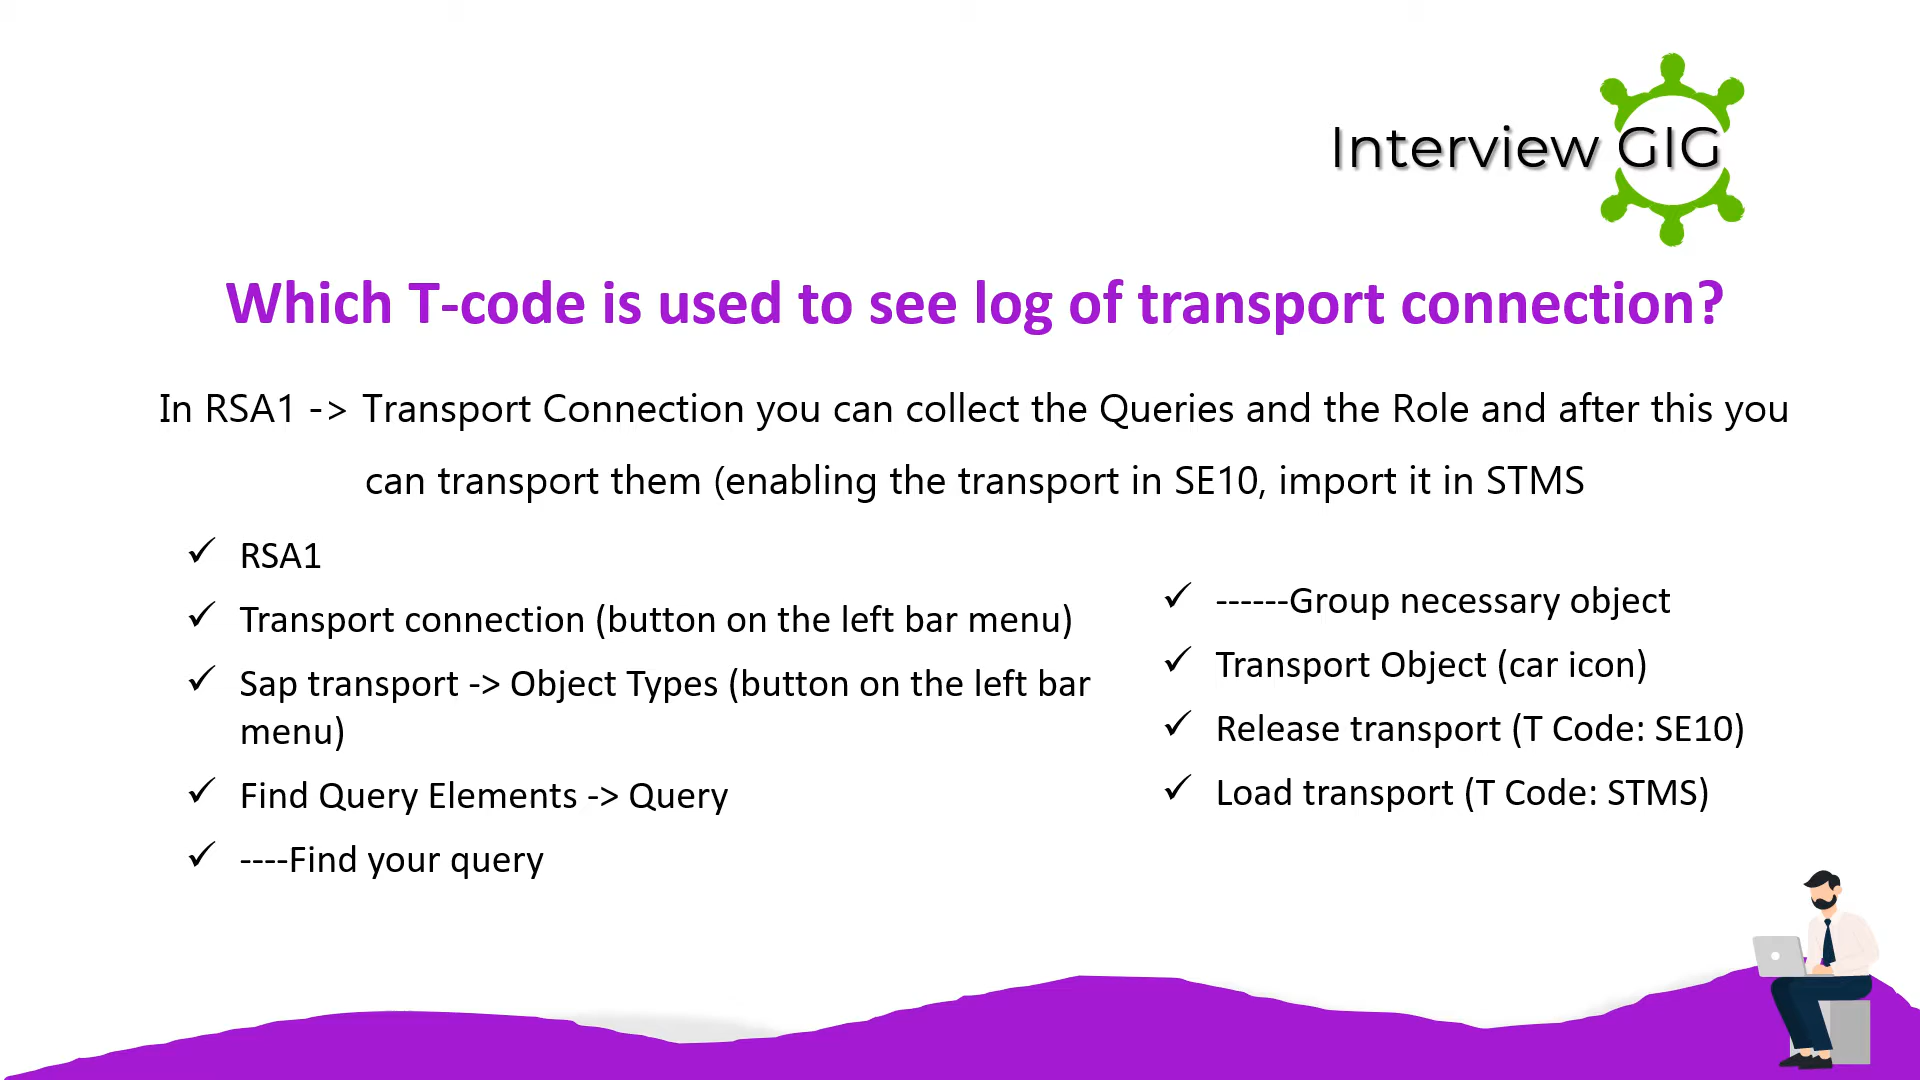 Interview GIG
Which T-code is used to see log of transport connection?
In RSA1 -> Transport Connection you can collect the Queries and the Role and after this you
can transport them (enabling the transport in SE10, import it in STMS
✓ RSA1
✓ Transport connection (button on the left bar menu)
✓ Sap transport -> Object Types (button on the left bar
menu)
✓ Find Query Elements -> Query
✓ ----Find your query
✓ ------Group necessary object
✓ Transport Object (car icon)
✓ Release transport (T Code: SE10)
✓ Load transport (T Code: STMS)